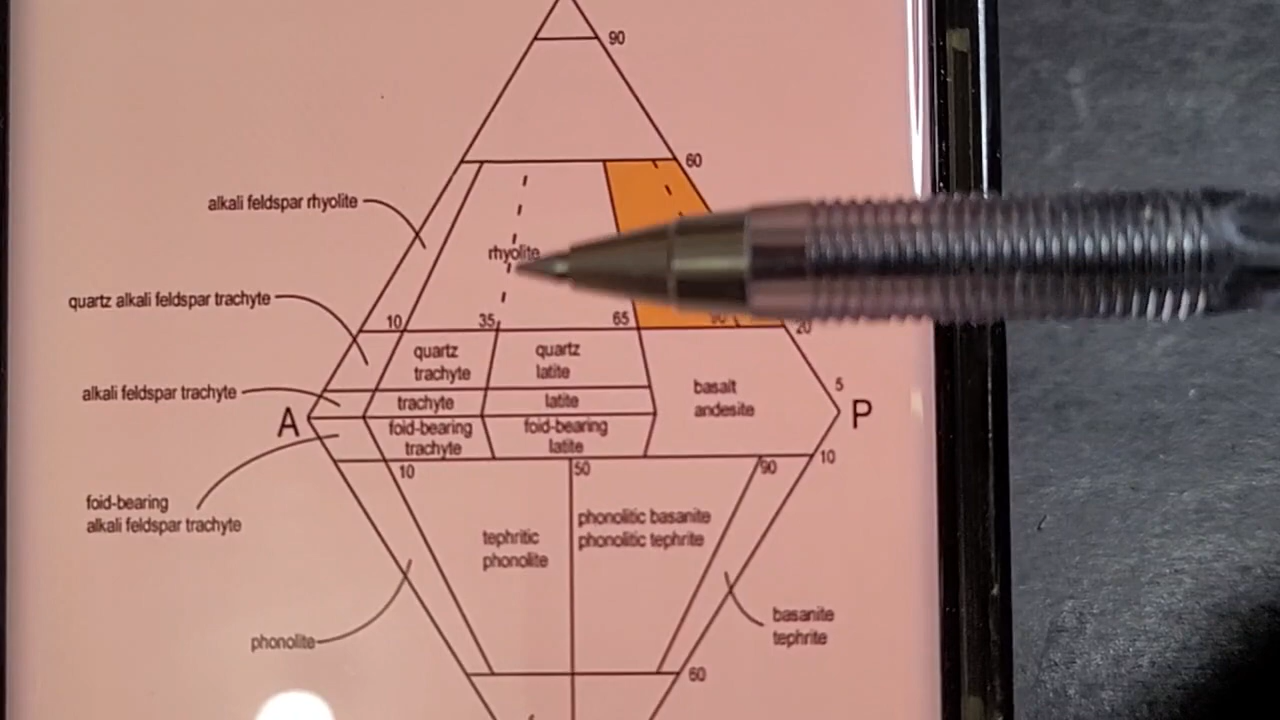 90
60
alkali feldspar rhyolite
rhyolite
quartz alkali feldspar trachyte
10 35 65 90 20
quartz
trachyte
quartz
latite
alkali feldspar trachyte
trachyte
latite
basalt
andesite
5
A
P
foid-bearing
trachyte
foid-bearing
latite
10 50 90 10
foid-bearing
alkali feldspar trachyte
tephritic
phonolite
phonolitic basanite
phonolitic tephrite
phonolite
basanite
tephrite
60